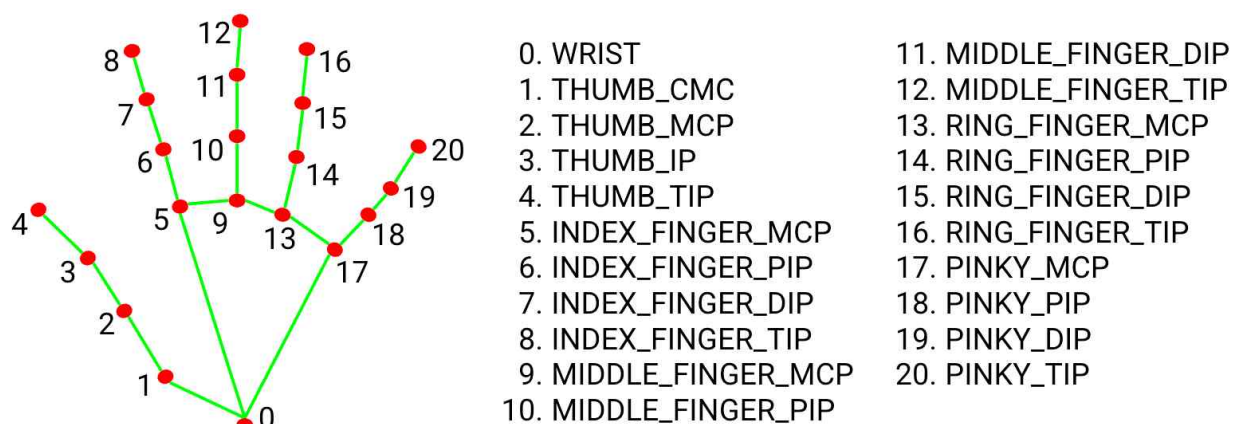 12
8
16
11
7
15
10
6
20
14
19
4
5
9
13
18
3
17
2
1
0
0. WRIST
1. THUMB_CMC
2. THUMB_MCP
3. THUMB_IP
4. THUMB_TIP
5. INDEX_FINGER_MCP
6. INDEX_FINGER_PIP
7. INDEX_FINGER_DIP
8. INDEX_FINGER_TIP
9. MIDDLE_FINGER_MCP
10. MIDDLE_FINGER_PIP
11. MIDDLE_FINGER_DIP
12. MIDDLE_FINGER_TIP
13. RING_FINGER_MCP
14. RING_FINGER_PIP
15. RING_FINGER_DIP
16. RING_FINGER_TIP
17. PINKY_MCP
18. PINKY_PIP
19. PINKY_DIP
20. PINKY_TIP